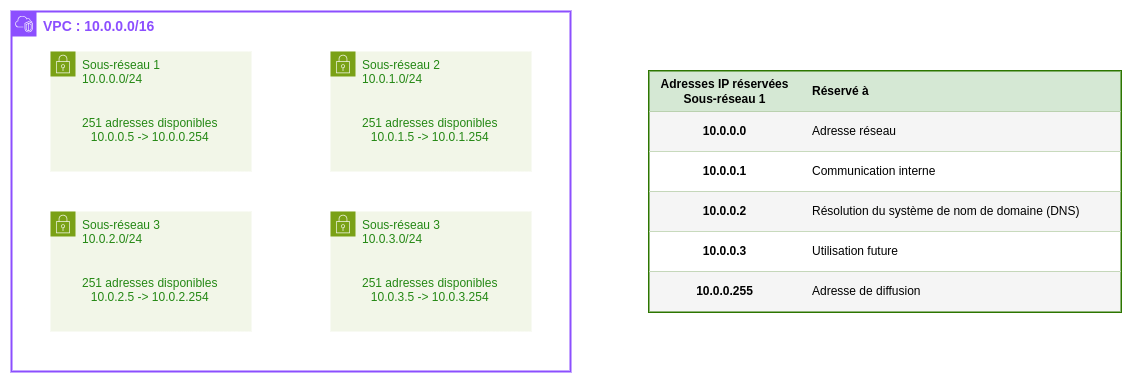 VPC : 10.0.0.0/16
Sous-réseau 1
10.0.0.0/24
251 adresses disponibles
10.0.0.5 -> 10.0.0.254
Sous-réseau 2
10.0.1.0/24
251 adresses disponibles
10.0.1.5 -> 10.0.1.254
Sous-réseau 3
10.0.2.0/24
251 adresses disponibles
10.0.2.5 -> 10.0.2.254
Sous-réseau 3
10.0.3.0/24
251 adresses disponibles
10.0.3.5 -> 10.0.3.254
Adresses IP réservées
Sous-réseau 1
Réservé à
10.0.0.0 Adresse réseau
10.0.0.1 Communication interne
10.0.0.2 Résolution du système de nom de domaine (DNS)
10.0.0.3 Utilisation future
10.0.0.255 Adresse de diffusion